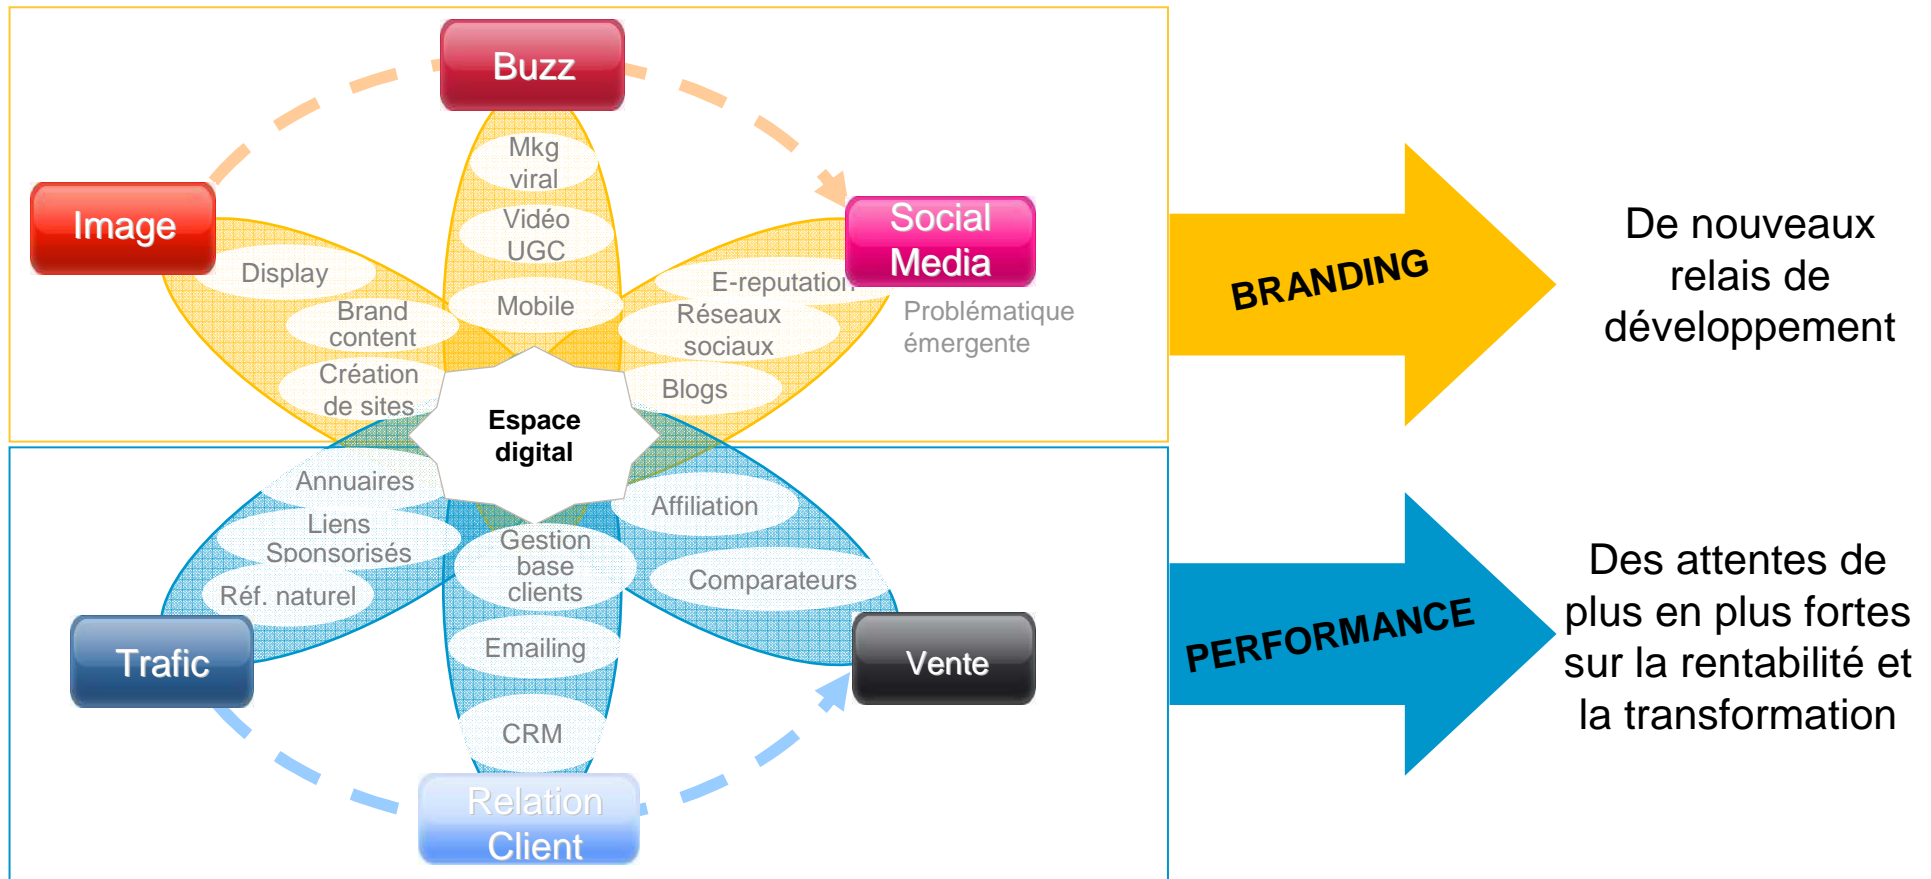 Buzz
Mkg
viral
Vidéo
UGC
Mobile
Image
Display
Brand
content
Création
de sites
Social
Media
E-reputation
Réseaux
sociaux
Blogs
Problématique
émergente
Espace
digital
BRANDING
De nouveaux
relais de
développement
Annuaires
Liens
Sponsorisés
Réf. naturel
Trafic
Gestion
base
clients
Emailing
CRM
Relation
Client
Affiliation
Comparateurs
Vente
PERFORMANCE
Des attentes de
plus en plus fortes
sur la rentabilité et
la transformation